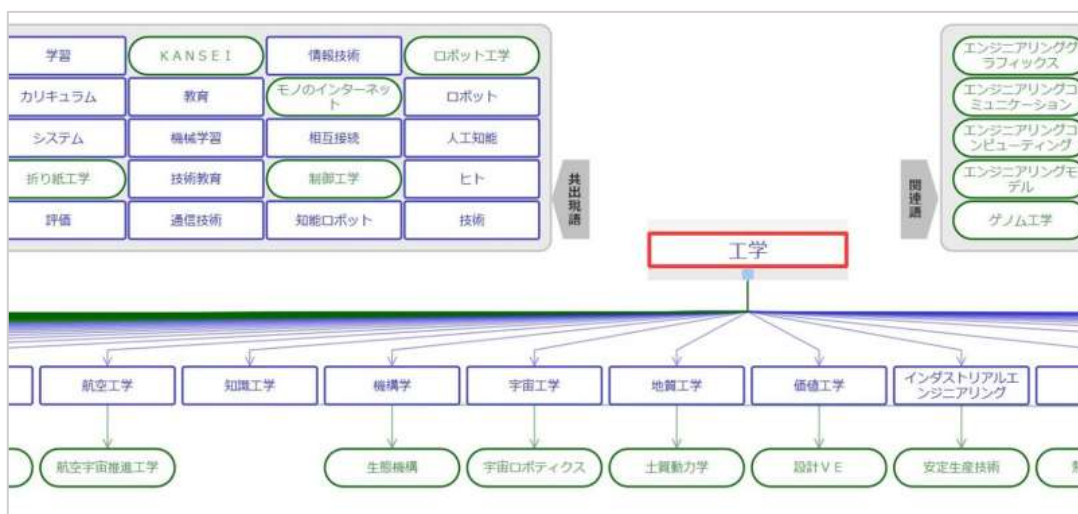 学習
KANSEI
情報技術
ロボット工学
カリキュラム
教育
モノのインターネッ
ト
ロボット
システム
機械学習
相互接続
人工知能
折り紙工学
技術教育
制御工学
ヒト
評価
通信技術
知能ロボット
技術
共出現語
関連語
エンジニアリンググ
ラフィックス
エンジニアリングコ
ミュニケーション
エンジニアリングコ
ンピューティング
エンジニアリングモ
デル
ゲノム工学
工学
航空工学
知識工学
機構学
宇宙工学
地質工学
価値工学
インダストリアルエ
ンジニアリング
航空宇宙推進工学
生態機構
宇宙ロボティクス
土質動力学
設計VE
安定生産技術